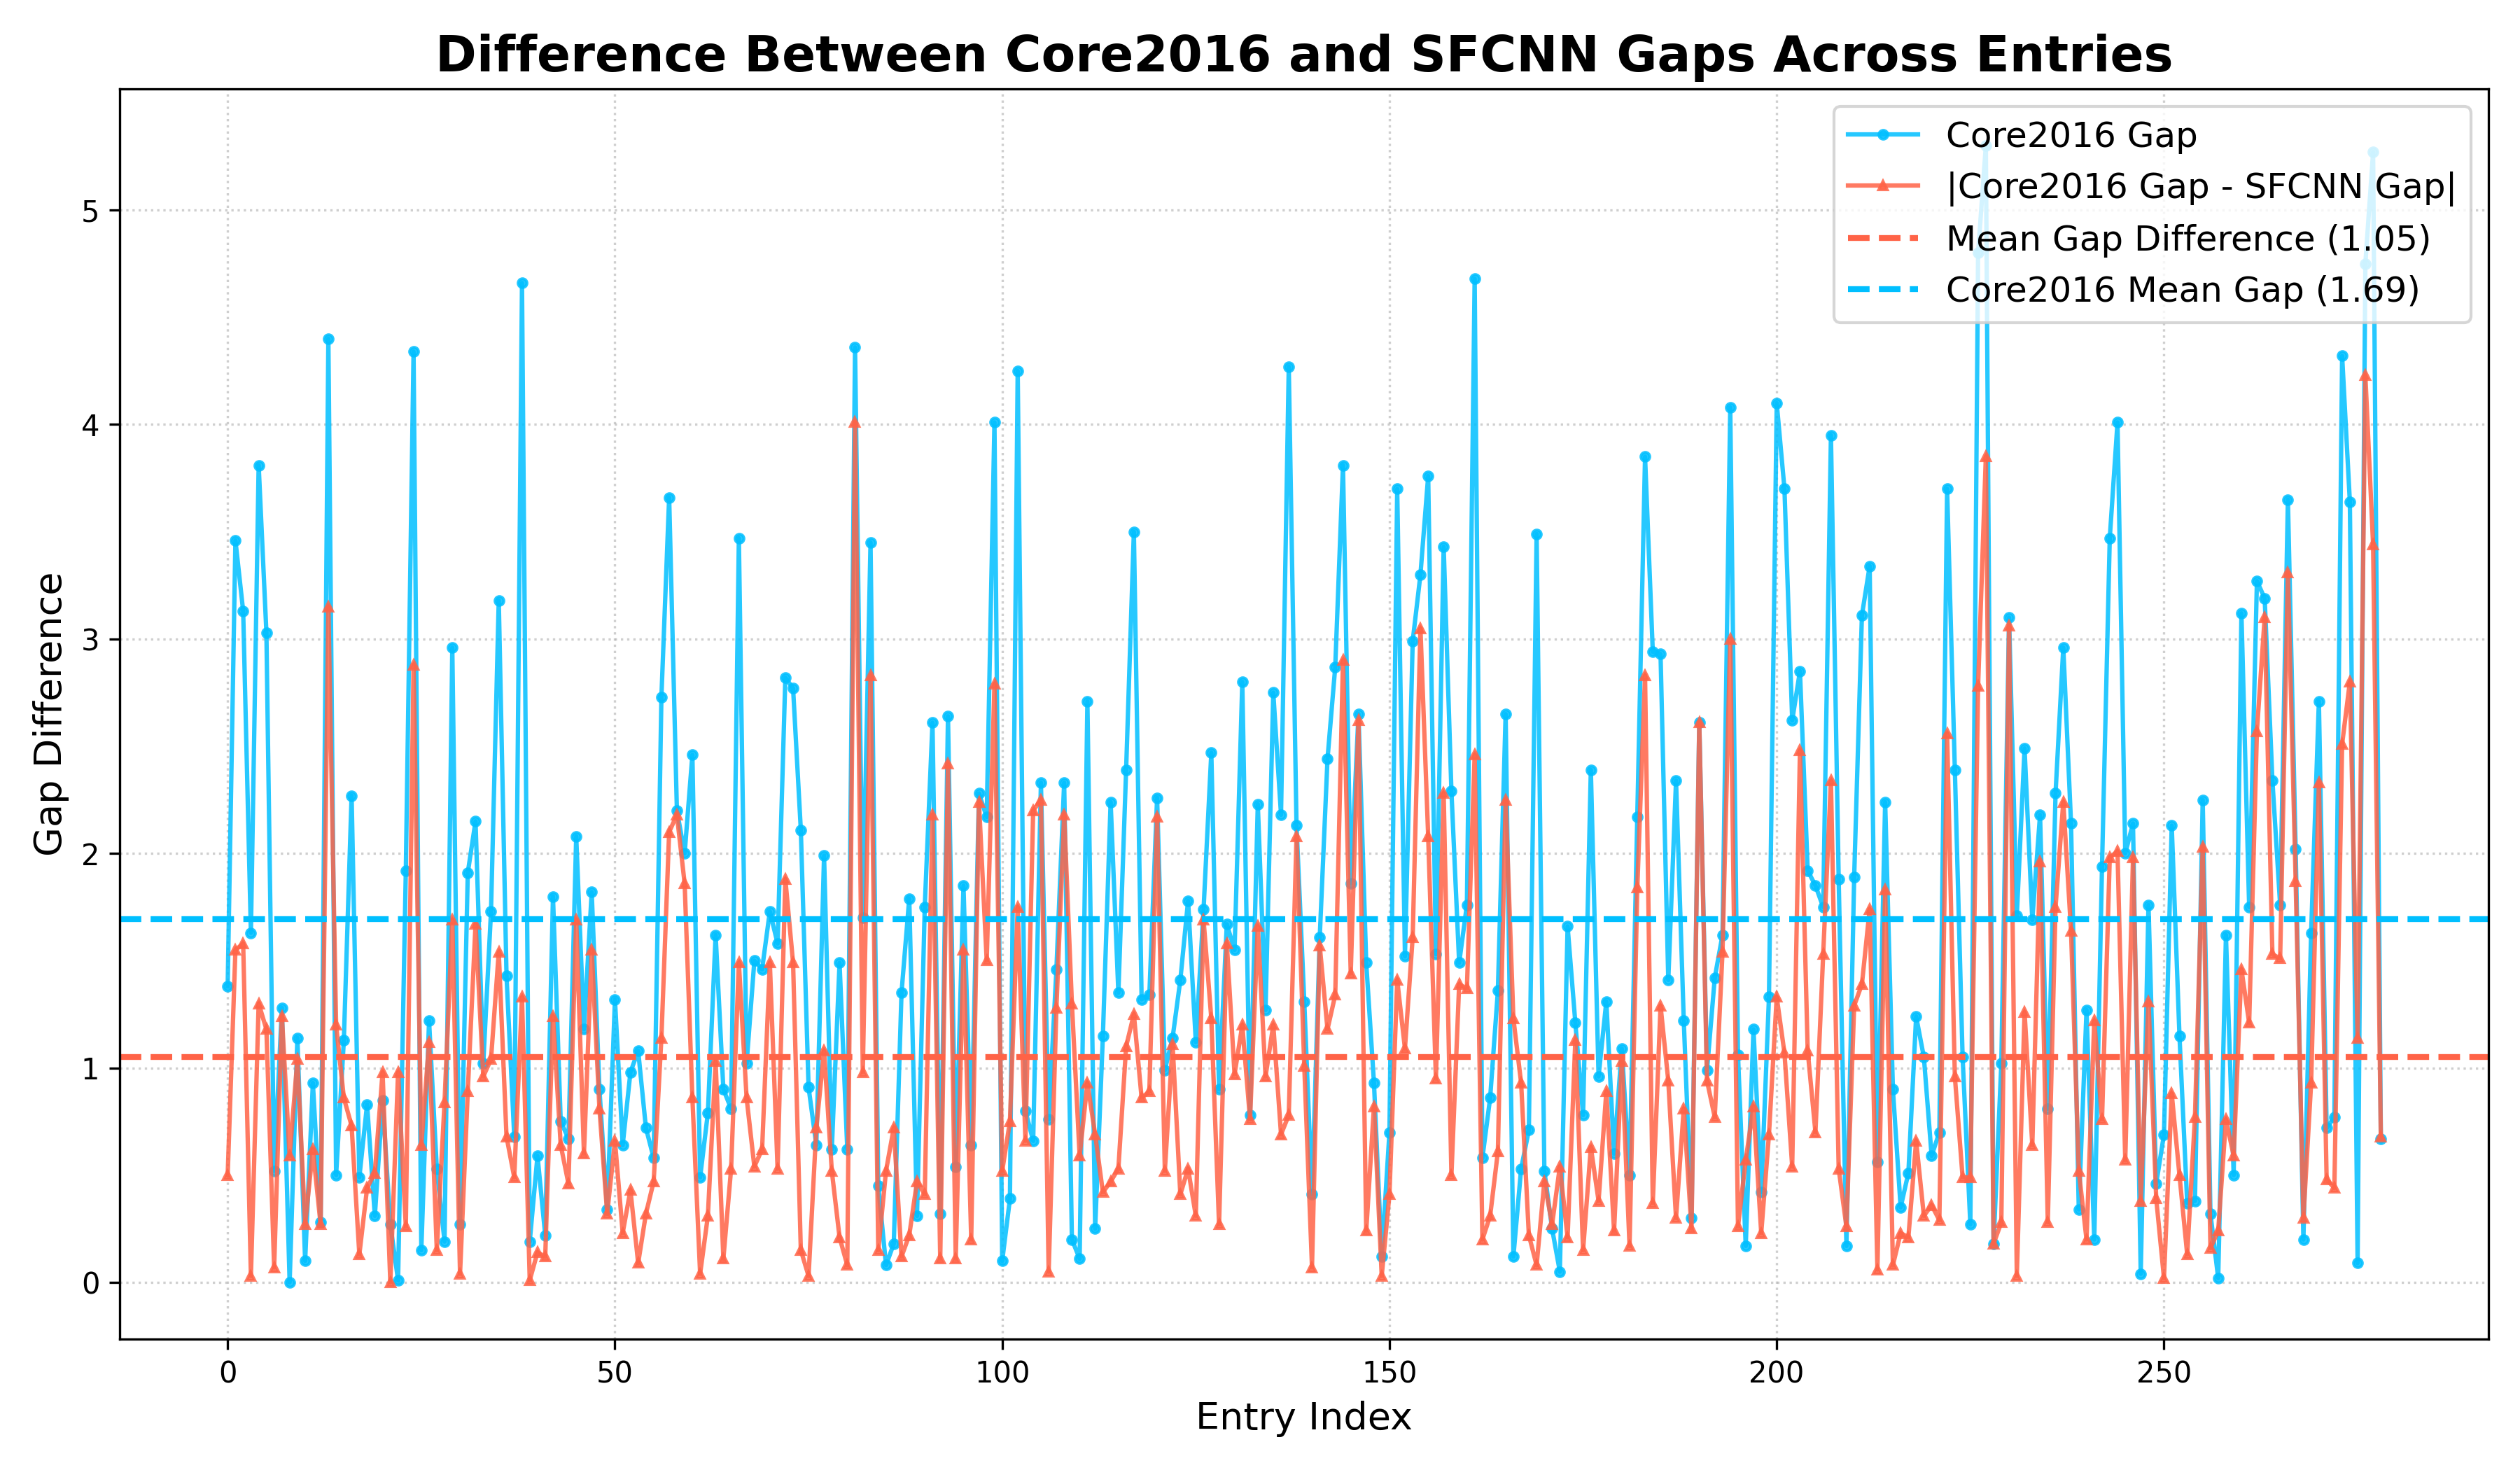 Difference Between Core2016 and SFCNN Gaps Across Entries
Core2016 Gap
|Core2016 Gap - SFCNN Gap|
Mean Gap Difference (1.05)
Core2016 Mean Gap (1.69)
Gap Difference
5
4
3
2
1
0
0 50 100 150 200 250
Entry Index